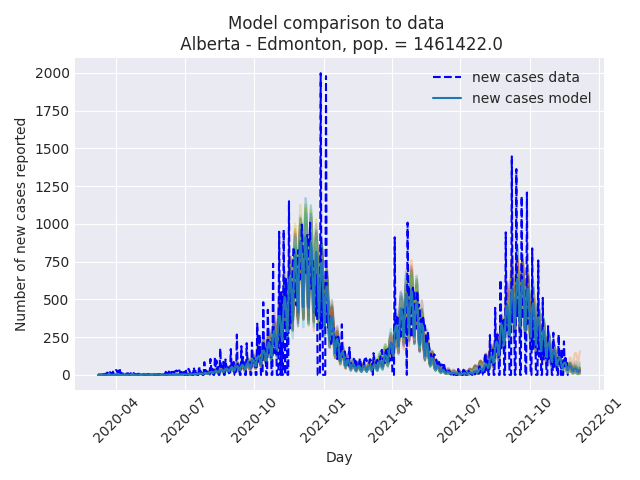 Model comparison to data
Alberta - Edmonton, pop. = 1461422.0
new cases data
new cases model
Number of new cases reported
2000
1750
1500
1250
1000
750
500
250
0
2020-04
2020-07
2020-10
2021-01
2021-04
2021-07
2021-10
2022-01
Day